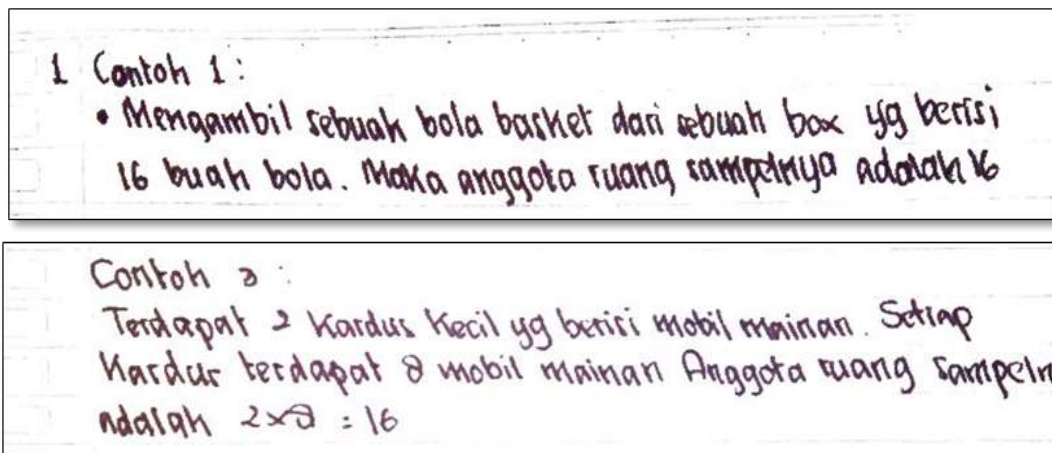 1 Contoh 1 :
• Mengambil sebuah bola basket dari sebuah box yg berisi
16 buah bola. Maka anggota ruang sampelnya adalah 16
Contoh 2 :
Terdapat 2 Kardus Kecil yg berisi mobil mainan. Setiap
Kardus terdapat 8 mobil mainan Anggota ruang sampeln
adalah 2x8 = 16